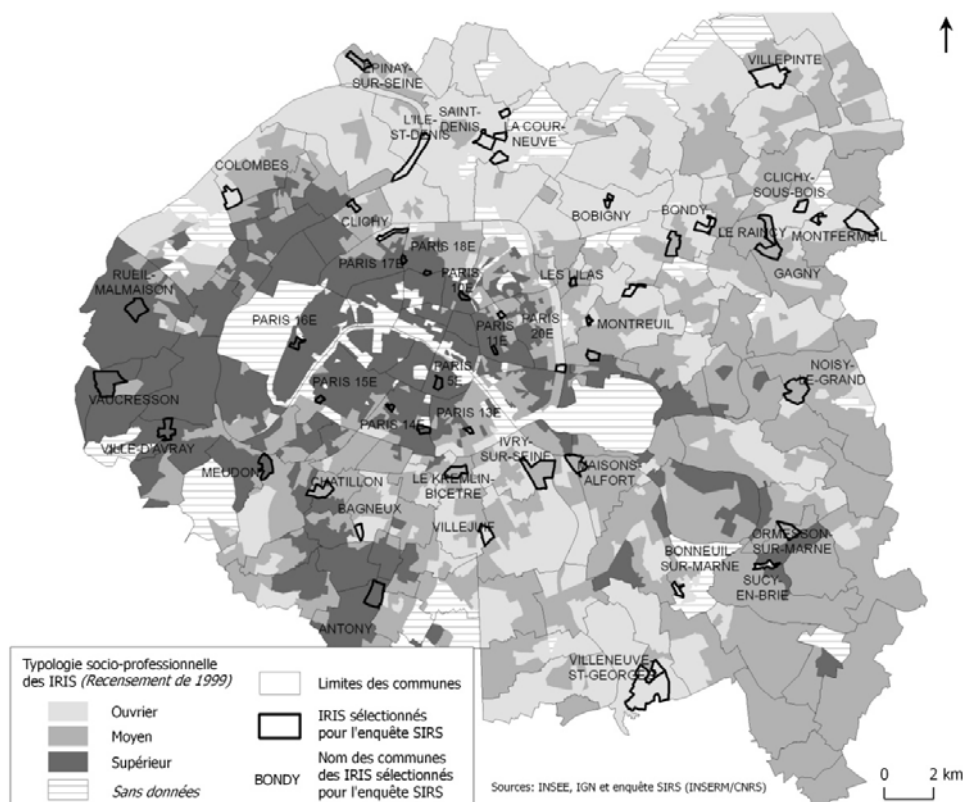 VILLEPINTE
EPINAY-
SUR-SEINE
SAINT-
DENIS
L'ILE-
ST-DENIS
LA COUR-
NEUVE
COLOMBES
CLICHY-
SOUS-BOIS
CLICHY
BOBIGNY
BONDY
LE RAINCY
MONTFERMEIL
PARIS 18E
PARIS 17E
GAGNY
RUEIL-
MALMAISON
PARIS
10E
LES LILAS
PARIS 16E
PARIS
11E
PARIS
20E
MONTREUIL
NOISY-
LE-GRAND
VAUCRESSON
PARIS 15E
PARIS
5E
PARIS 14E
PARIS 13E
VILLE-D'AVRAY
IVRY-
SUR-SEINE
MEUDON
CHATILLON
LE KREMLIN-
BICETRE
MAISONS-
ALFORT
BAGNEUX
VILLEJUIF
ORMESSON-
SUR-MARNE
BONNEUIL-
SUR-MARNE
SUCY-
EN-BRIE
ANTONY
VILLENEUVE-
ST-GEORGES
Typologie socio-professionelle
des IRIS (Recensement de 1999)
Ouvrier
Moyen
Supérieur
Sans données
Limites des communes
IRIS sélectionnés
pour l'enquête SIRS
BONDY
Nom des communes
des IRIS sélectionnés
pour l'enquête SIRS
Sources: INSEE, IGN et enquête SIRS (INSERM/CNRS)
0 2 km